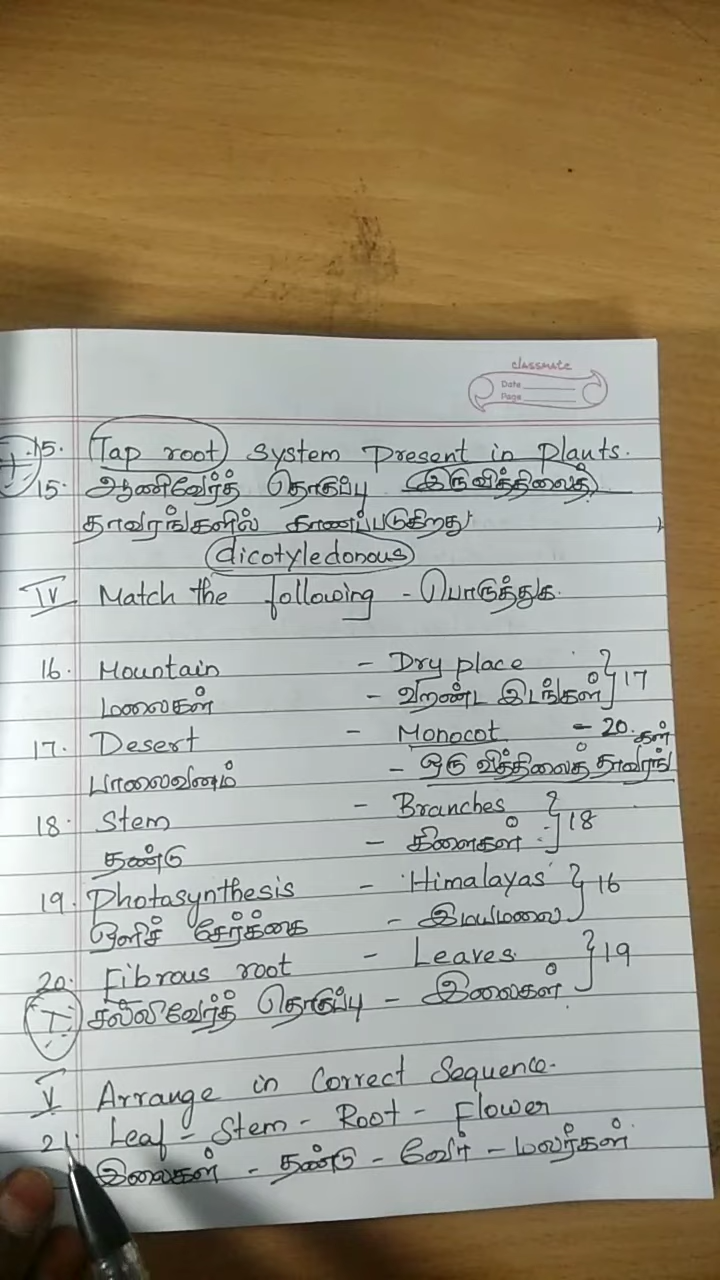 classmate
Date
Page
15. Tap root system present in plants.
15. ஆணிவேர்த் தொகுப்பு இருவித்திலைத்
தாவரங்களில் காணப்படுகிறது
dicotyledonous
IV Match the following - பொருத்துக.
16. Mountain - Dry place } 17
மலைகள் - வறண்ட இடங்கள்
17. Desert - Monocot - 20.
பாலைவனம் - ஒரு வித்திலைத் தாவரங்கள்
18. Stem - Branches } 18
தண்டு - கிளைகள்
19. Photasynthesis - Himalayas } 16
ஒளிச் சேர்க்கை - இமயமலை
20. Fibrous root - Leaves. } 19
சல்லிவேர்த் தொகுப்பு - இலைகள்
V Arrange in Correct Sequence.
21. Leaf - Stem - Root - Flower
இலைகள் - தண்டு - வேர் - மலர்கள்